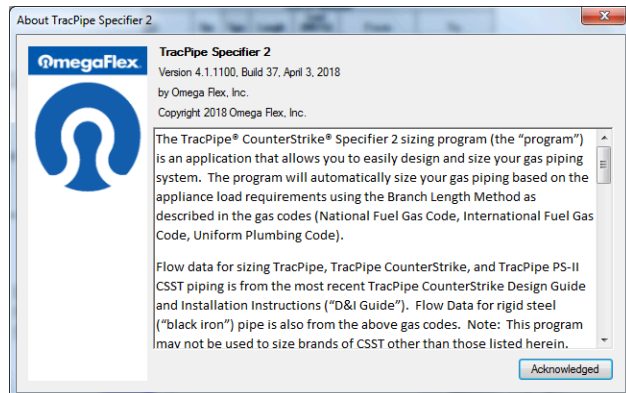 About TracPipe Specifier 2
OmegaFlex.
TracPipe Specifier 2
Version 4.1.1100, Build 37, April 3, 2018
by Omega Flex, Inc.
Copyright 2018 Omega Flex, Inc.
The TracPipe® CounterStrike® Specifier 2 sizing program (the “program”)
is an application that allows you to easily design and size your gas piping
system.  The program will automatically size your gas piping based on the
appliance load requirements using the Branch Length Method as
described in the gas codes (National Fuel Gas Code, International Fuel Gas
Code, Uniform Plumbing Code).
Flow data for sizing TracPipe, TracPipe CounterStrike, and TracPipe PS-II
CSST piping is from the most recent TracPipe CounterStrike Design Guide
and Installation Instructions (“D&I Guide”).  Flow Data for rigid steel
(“black iron”) pipe is also from the above gas codes.  Note:  This program
may not be used to size brands of CSST other than those listed herein.
Acknowledged